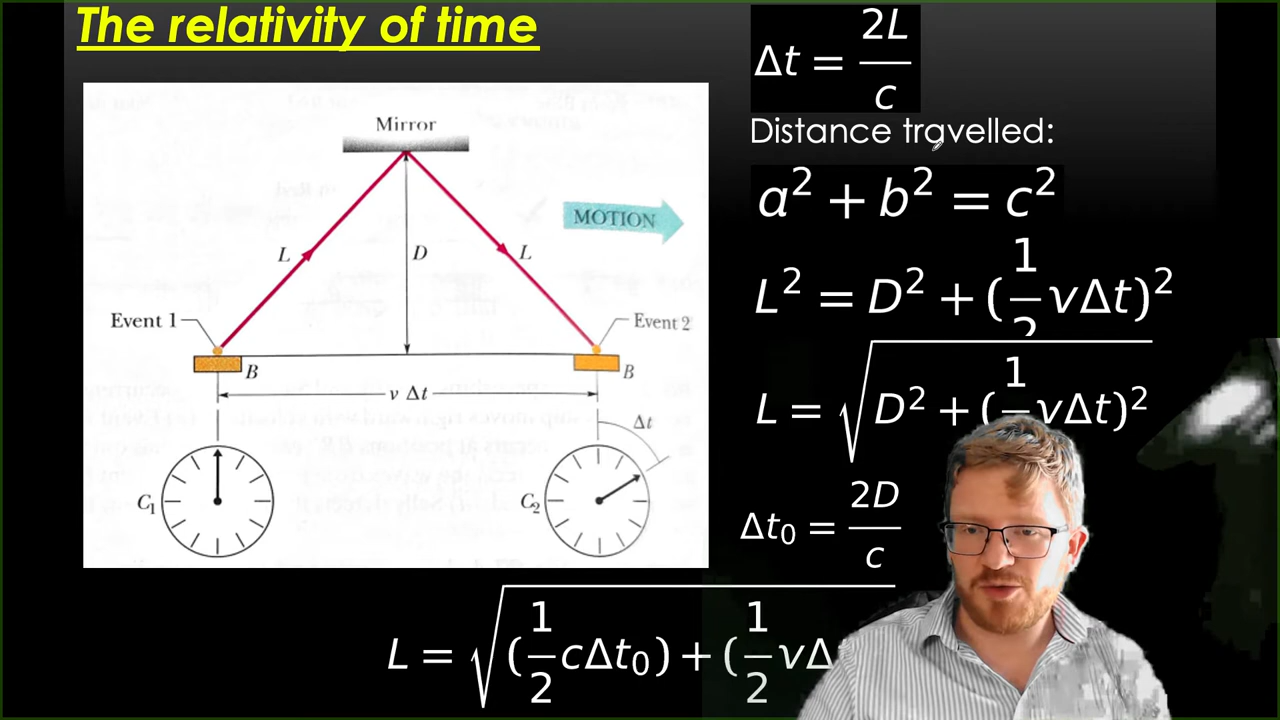 The relativity of time
Mirror
MOTION
L
D
L
Event 1
Event 2
B
B
v Δt
Δt
C₁
C₂
Δt = 2L/c
Distance travelled:
a² + b² = c²
L² = D² + (1/2 vΔt)²
L = √(D² + (1/2 vΔt)²)
Δt₀ = 2D/c
L = √((1/2 cΔt₀) + (1/2 vΔ